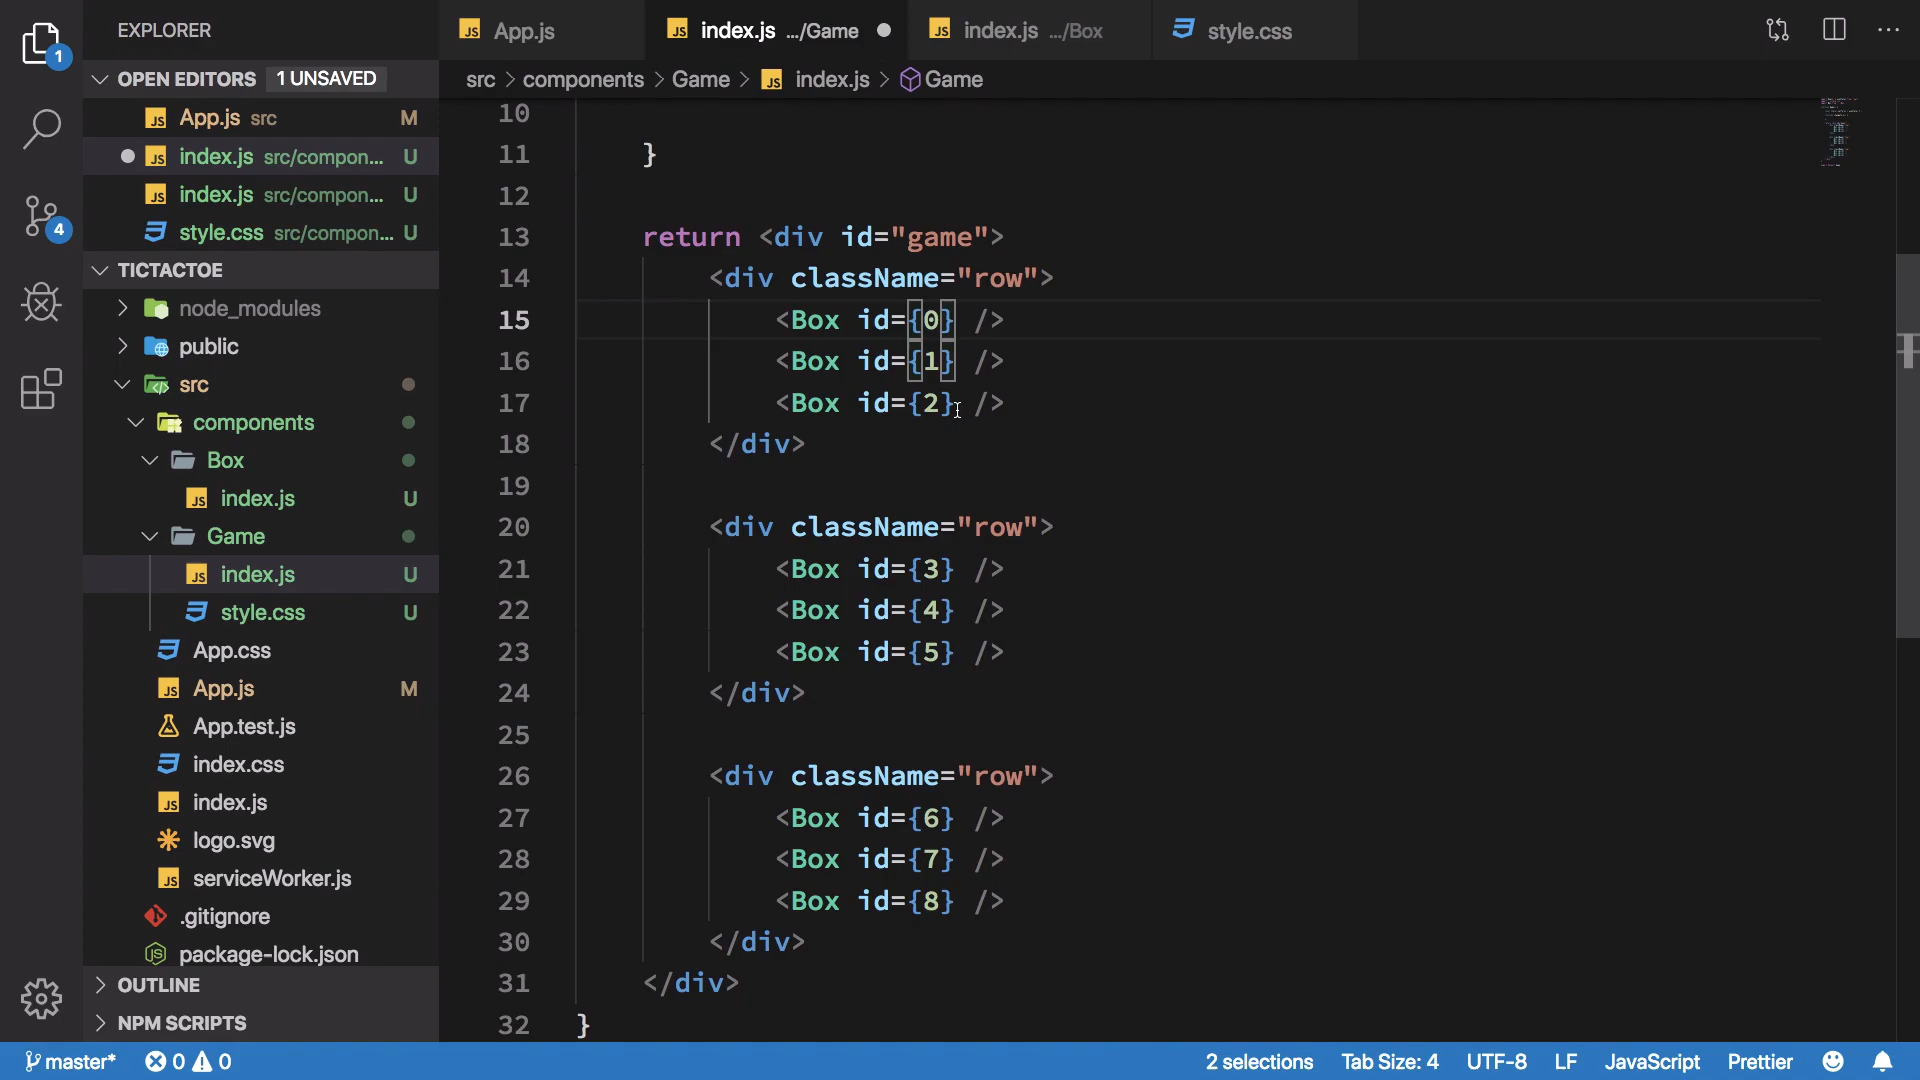 EXPLORER
OPEN EDITORS 1 UNSAVED
App.js src M
index.js src/compon... U
index.js src/compon... U
style.css src/compon... U
TICTACTOE
node_modules
public
src
components
Box
index.js U
Game
index.js U
style.css U
App.css
App.js M
App.test.js
index.css
index.js
logo.svg
serviceWorker.js
.gitignore
package-lock.json
OUTLINE
NPM SCRIPTS
1
4
App.js
index.js .../Game
index.js .../Box
style.css
src > components > Game > index.js > Game
10
11 }
12
13 return <div id="game">
14 <div className="row">
15 <Box id={0} />
16 <Box id={1} />
17 <Box id={2} />
18 </div>
19
20 <div className="row">
21 <Box id={3} />
22 <Box id={4} />
23 <Box id={5} />
24 </div>
25
26 <div className="row">
27 <Box id={6} />
28 <Box id={7} />
29 <Box id={8} />
30 </div>
31 </div>
32 }
master* 0 0 2 selections Tab Size: 4 UTF-8 LF JavaScript Prettier